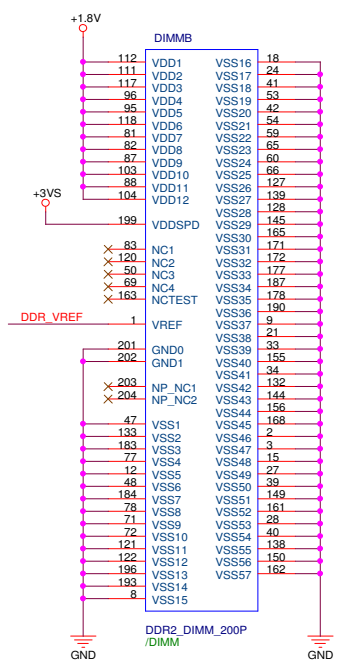 +1.8V
DIMMB
112 VDD1
111 VDD2
117 VDD3
96 VDD4
95 VDD5
118 VDD6
81 VDD7
82 VDD8
87 VDD9
103 VDD10
88 VDD11
104 VDD12
+3VS
199 VDDSPD
83 NC1
120 NC2
50 NC3
69 NC4
163 NCTEST
DDR_VREF 1 VREF
201 GND0
202 GND1
203 NP_NC1
204 NP_NC2
47 VSS1
133 VSS2
183 VSS3
77 VSS4
12 VSS5
48 VSS6
184 VSS7
78 VSS8
71 VSS9
72 VSS10
121 VSS11
122 VSS12
196 VSS13
193 VSS14
8 VSS15
GND
VSS16 18
VSS17 24
VSS18 41
VSS19 53
VSS20 42
VSS21 54
VSS22 59
VSS23 65
VSS24 60
VSS25 66
VSS26 127
VSS27 139
VSS28 128
VSS29 145
VSS30 165
VSS31 171
VSS32 172
VSS33 177
VSS34 187
VSS35 178
VSS36 190
VSS37 9
VSS38 21
VSS39 33
VSS40 155
VSS41 34
VSS42 132
VSS43 144
VSS44 156
VSS45 168
VSS46 2
VSS47 3
VSS48 15
VSS49 27
VSS50 39
VSS51 149
VSS52 161
VSS53 28
VSS54 40
VSS55 138
VSS56 150
VSS57 162
GND
DDR2_DIMM_200P
/DIMM